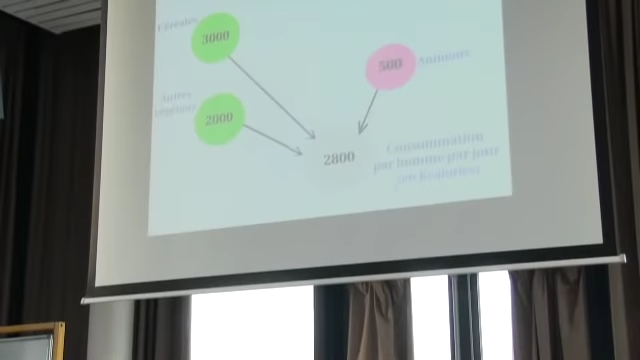 Céréales
3000
500
Animaux
Autres
végétaux
2000
2800
Consommation
par homme par jour
(en Kcalories)